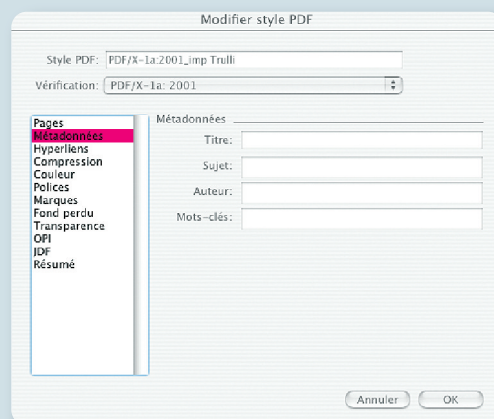 Modifier style PDF
Style PDF: PDF/X-1a:2001_imp Trulli
Vérification: PDF/X-1a: 2001
Pages
Métadonnées
Hyperliens
Compression
Couleur
Polices
Marques
Fond perdu
Transparence
OPI
JDF
Résumé
Métadonnées
Titre:
Sujet:
Auteur:
Mots-clés:
Annuler
OK